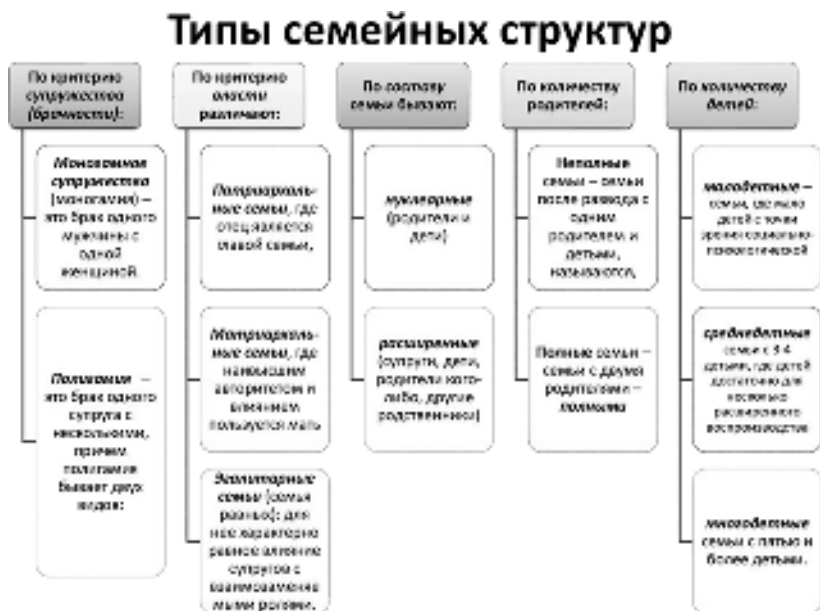 Типы семейных структур
По критерию
супружества
(брачности):
Моногамное
супружество
(моногамия) –
это брак одного
мужчины с
одной
женщиной.
Полигамия –
это брак одного
супруга с
несколькими,
причем
полигамия
бывает двух
видов:
По критерию
власти
различают:
Патриархаль-
ные семьи, где
отец является
главой семьи,
Матриархаль-
ные семьи, где
наивысшим
авторитетом и
влиянием
пользуется мать
Эгалитарные
семьи (семья
равных): для
нее характерно
равное влияние
супругов с
взаимозаменяе
мыми ролями.
По составу
семьи бывают:
нуклеарные
(родители и
дети)
расширенные
(супруги, дети,
родители кого-
либо, другие
родственники)
По количеству
родителей:
Неполные
семьи – семьи
после развода с
одним
родителем и
детьми,
называются,
Полные семьи –
семьи с двумя
родителями –
полными
По количеству
детей:
малодетные –
семьи, где мало
детей с точки
зрения социально-
психологической
среднедетные
семьи с 3-4
детьми, где детей
достаточно для
несколько
расширенного
воспроизводства
многодетные
семьи с пятью и
более детьми.